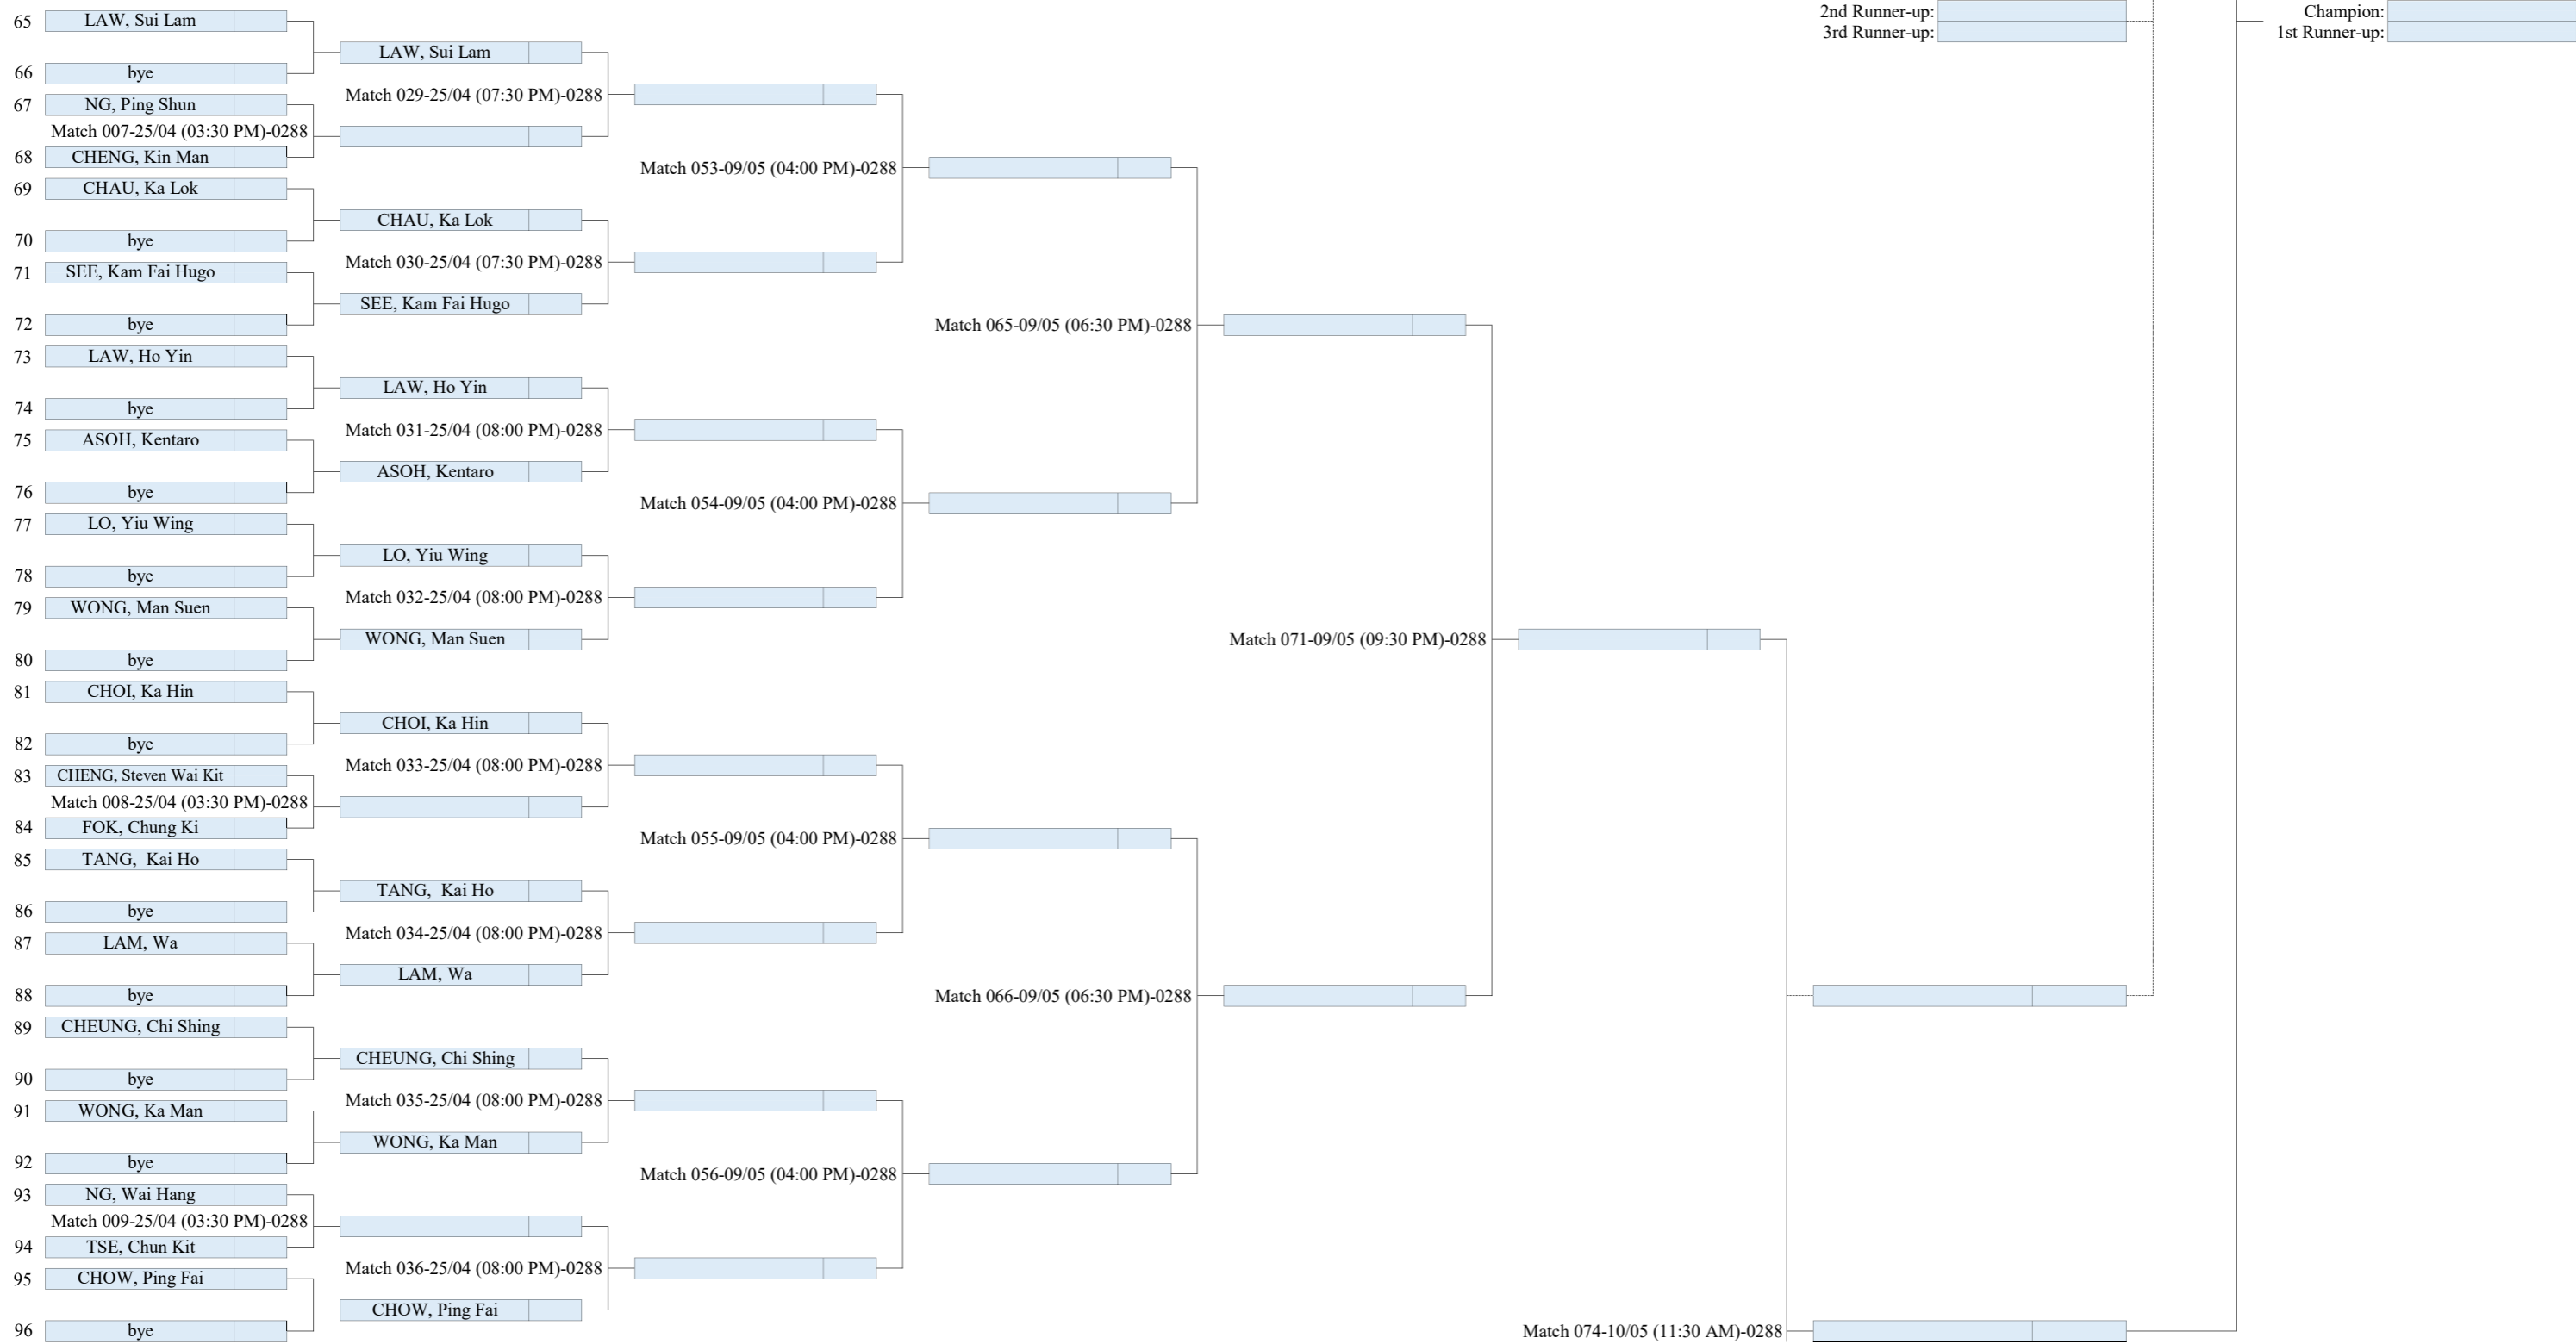 65 LAW, Sui Lam
66 bye
67 NG, Ping Shun
Match 007-25/04 (03:30 PM)-0288
68 CHENG, Kin Man
69 CHAU, Ka Lok
70 bye
71 SEE, Kam Fai Hugo
72 bye
73 LAW, Ho Yin
74 bye
75 ASOH, Kentaro
76 bye
77 LO, Yiu Wing
78 bye
79 WONG, Man Suen
80 bye
81 CHOI, Ka Hin
82 bye
83 CHENG, Steven Wai Kit
Match 008-25/04 (03:30 PM)-0288
84 FOK, Chung Ki
85 TANG,  Kai Ho
86 bye
87 LAM, Wa
88 bye
89 CHEUNG, Chi Shing
90 bye
91 WONG, Ka Man
92 bye
93 NG, Wai Hang
Match 009-25/04 (03:30 PM)-0288
94 TSE, Chun Kit
95 CHOW, Ping Fai
96 bye
LAW, Sui Lam
Match 029-25/04 (07:30 PM)-0288
CHAU, Ka Lok
Match 030-25/04 (07:30 PM)-0288
SEE, Kam Fai Hugo
LAW, Ho Yin
Match 031-25/04 (08:00 PM)-0288
ASOH, Kentaro
LO, Yiu Wing
Match 032-25/04 (08:00 PM)-0288
WONG, Man Suen
CHOI, Ka Hin
Match 033-25/04 (08:00 PM)-0288
TANG,  Kai Ho
Match 034-25/04 (08:00 PM)-0288
LAM, Wa
CHEUNG, Chi Shing
Match 035-25/04 (08:00 PM)-0288
WONG, Ka Man
Match 036-25/04 (08:00 PM)-0288
CHOW, Ping Fai
Match 053-09/05 (04:00 PM)-0288
Match 054-09/05 (04:00 PM)-0288
Match 055-09/05 (04:00 PM)-0288
Match 056-09/05 (04:00 PM)-0288
Match 065-09/05 (06:30 PM)-0288
Match 066-09/05 (06:30 PM)-0288
Match 071-09/05 (09:30 PM)-0288
Match 074-10/05 (11:30 AM)-0288
2nd Runner-up:
3rd Runner-up:
Champion:
1st Runner-up: